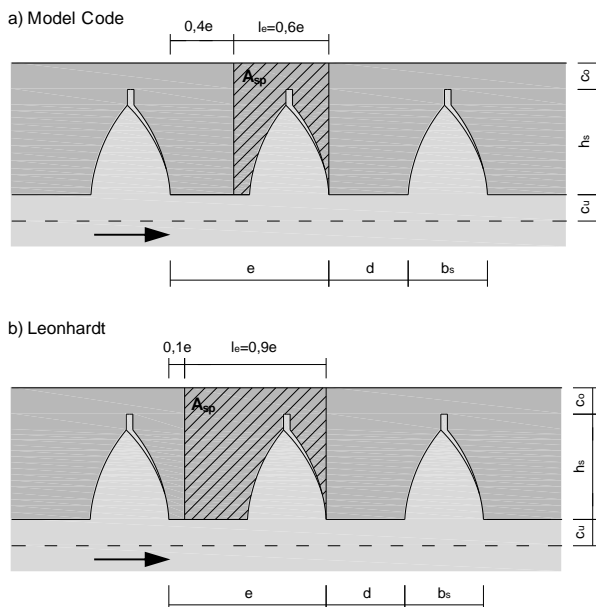 a) Model Code
0,4e
le=0,6e
Asp
co
hs
cu
e
d
bs
b) Leonhardt
0,1e
le=0,9e
Asp
co
hs
cu
e
d
bs